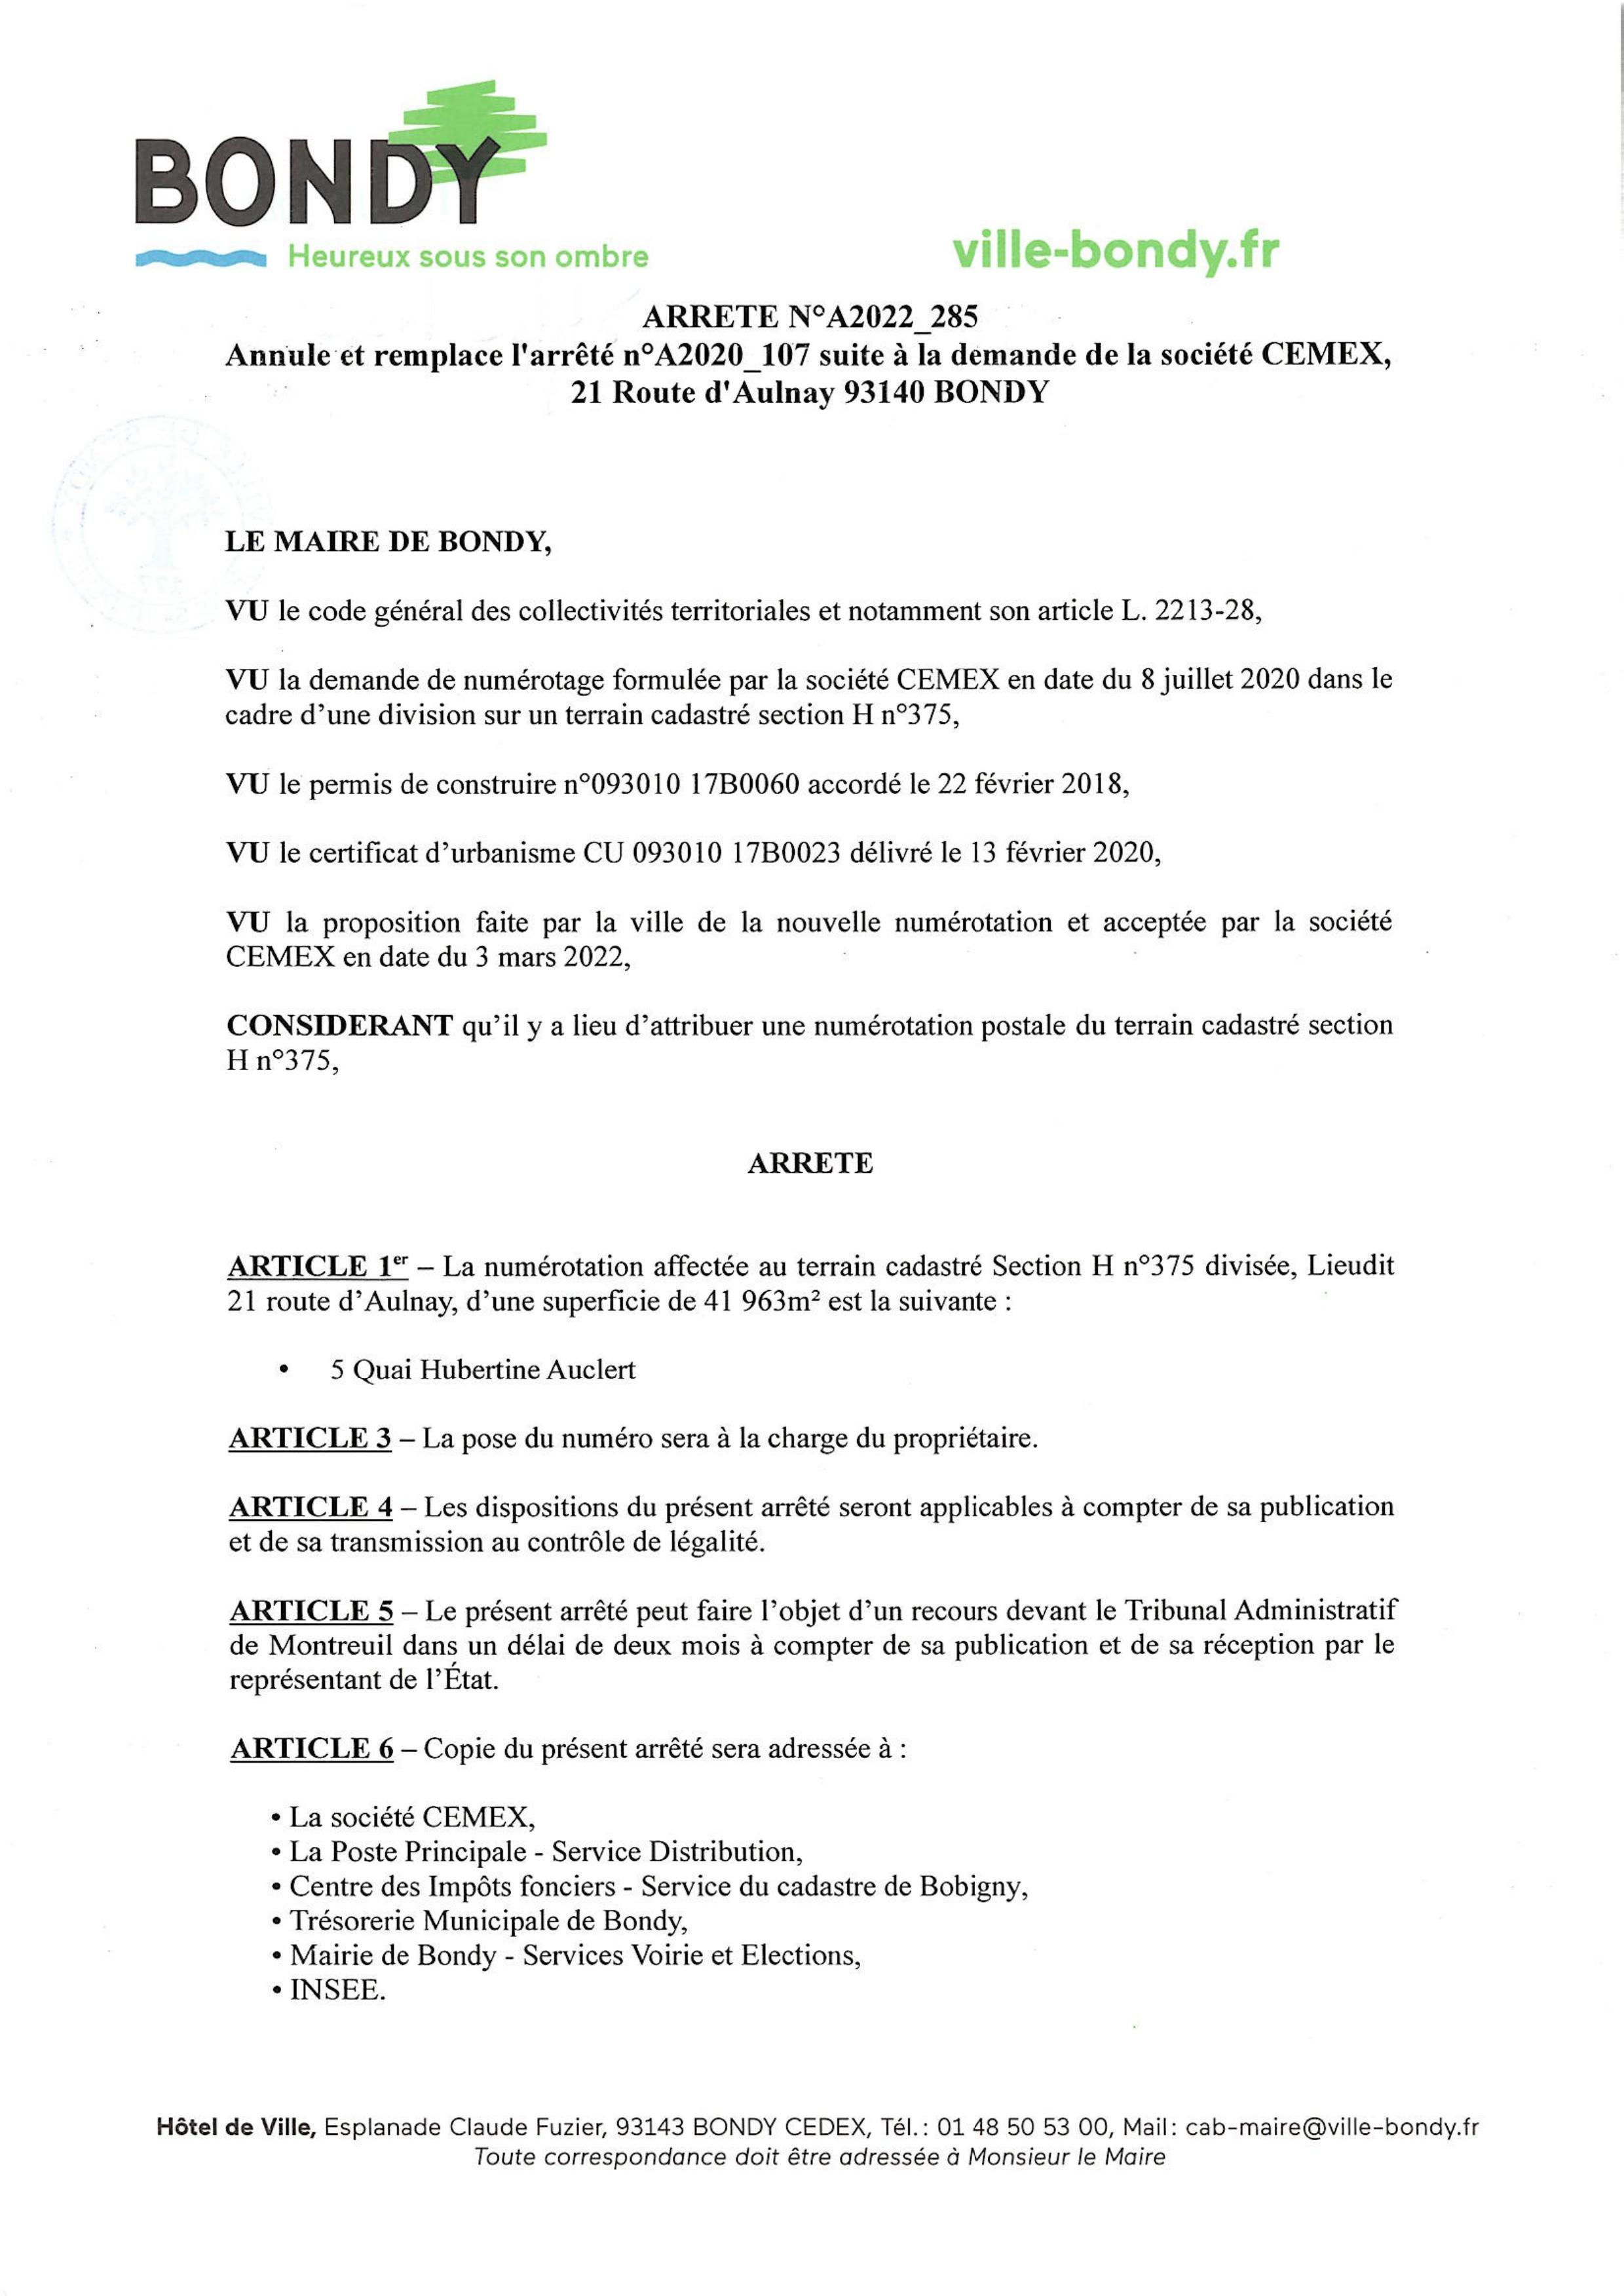 BONDY
Heureux sous son ombre
ville-bondy.fr
ARRETE N°A2022_285
Annule et remplace l'arrêté n°A2020_107 suite à la demande de la société CEMEX,
21 Route d'Aulnay 93140 BONDY
LE MAIRE DE BONDY,
VU le code général des collectivités territoriales et notamment son article L. 2213-28,
VU la demande de numérotage formulée par la société CEMEX en date du 8 juillet 2020 dans le
cadre d’une division sur un terrain cadastré section H n°375,
VU le permis de construire n°093010 17B0060 accordé le 22 février 2018,
VU le certificat d’urbanisme CU 093010 17B0023 délivré le 13 février 2020,
VU la proposition faite par la ville de la nouvelle numérotation et acceptée par la société
CEMEX en date du 3 mars 2022,
CONSIDERANT qu’il y a lieu d’attribuer une numérotation postale du terrain cadastré section
H n°375,
ARRETE
ARTICLE 1er – La numérotation affectée au terrain cadastré Section H n°375 divisée, Lieudit
21 route d’Aulnay, d’une superficie de 41 963m² est la suivante :
• 5 Quai Hubertine Auclert
ARTICLE 3 – La pose du numéro sera à la charge du propriétaire.
ARTICLE 4 – Les dispositions du présent arrêté seront applicables à compter de sa publication
et de sa transmission au contrôle de légalité.
ARTICLE 5 – Le présent arrêté peut faire l’objet d’un recours devant le Tribunal Administratif
de Montreuil dans un délai de deux mois à compter de sa publication et de sa réception par le
représentant de l’État.
ARTICLE 6 – Copie du présent arrêté sera adressée à :
• La société CEMEX,
• La Poste Principale - Service Distribution,
• Centre des Impôts fonciers - Service du cadastre de Bobigny,
• Trésorerie Municipale de Bondy,
• Mairie de Bondy - Services Voirie et Elections,
• INSEE.
Hôtel de Ville, Esplanade Claude Fuzier, 93143 BONDY CEDEX, Tél. : 01 48 50 53 00, Mail : cab-maire@ville-bondy.fr
Toute correspondance doit être adressée à Monsieur le Maire